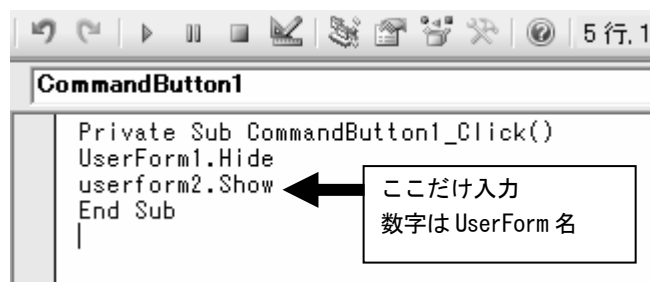 5 行, 1
CommandButton1
Private Sub CommandButton1_Click()
UserForm1.Hide
userform2.Show
End Sub
ここだけ入力
数字は UserForm 名